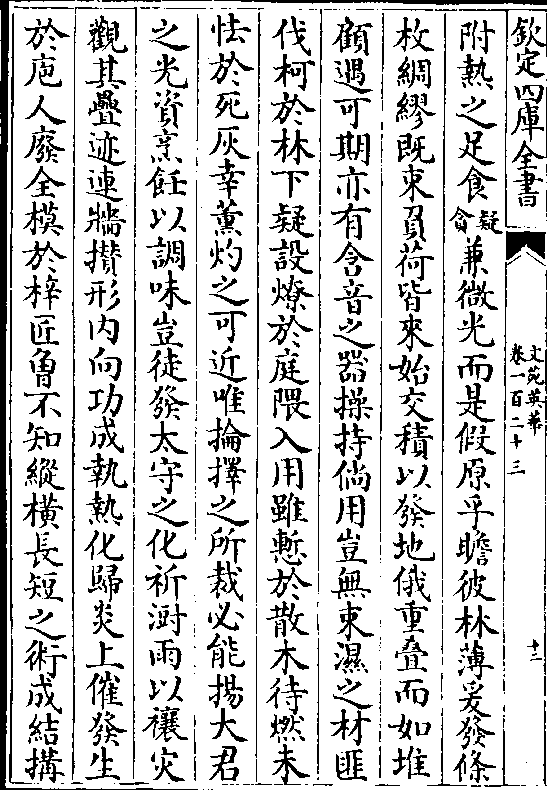 欽定四庫全書
文苑英華
卷一百二十三
十二
附熱之足食疑貪兼微光而是假原乎瞻彼林薄爰發條
枚綢繆既束負荷皆來始交積以發地俄重叠而如堆
顧遇可期亦有含音之器操持倘用豈無束濕之材匪
伐柯於林下疑設燎於庭隈入用雖慙於散木待燃未
怯於死灰幸薰灼之可近唯掄擇之所裁必能揚大君
之光資烹飪以調味豈徒發太守之化祈澍雨以禳灾
觀其疊迹連牆攅形内向功成執熱化歸炎上催發生
於庖人廢全模於梓匠曾不知縱橫長短之術成結搆